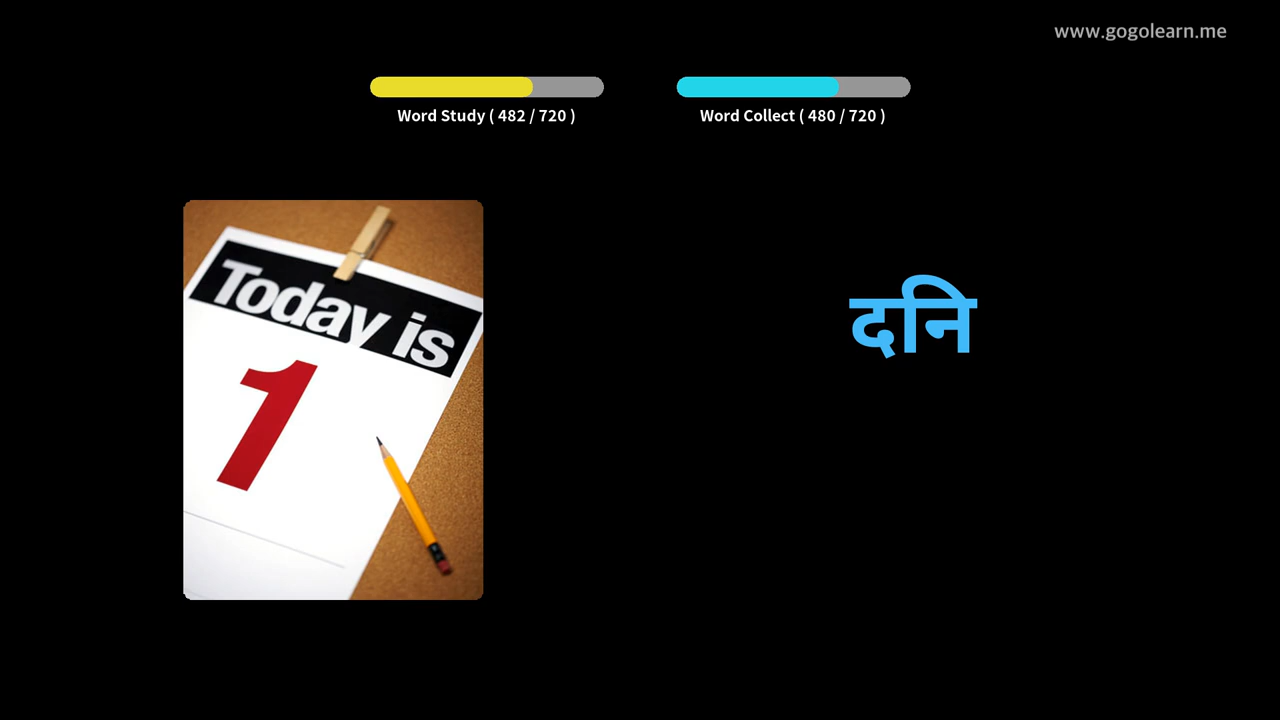 www.gogolearn.me
Word Study ( 482 / 720 )
Word Collect ( 480 / 720 )
Today is
1
दनि